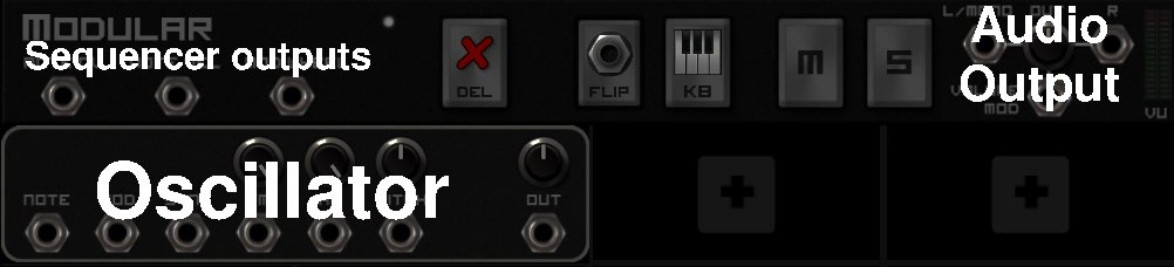 MODULAR
Sequencer outputs
DEL
FLIP
KB
M
S
L/MONO
R
Audio
Output
MOD
VU
Oscillator
NOTE
OUT